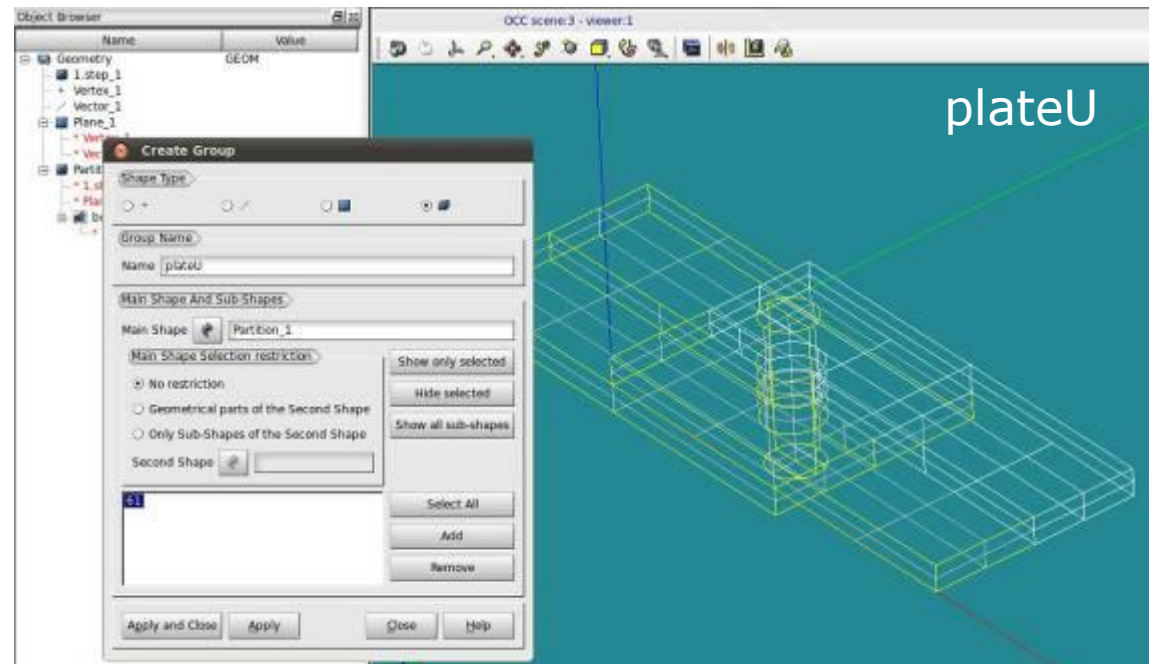 Object Browser
OCC scene:3 - viewer:1
Name Value
Geometry GEOM
1.step_1
Vertex_1
Vector_1
Plane_1
plateU
Create Group
Shape Type
Group Name
Name plateU
Main Shape And Sub-Shapes
Main Shape Partition_1
Main Shape Selection restriction
No restriction
Geometrical parts of the Second Shape
Only Sub-Shapes of the Second Shape
Second Shape
Show only selected
Hide selected
Show all sub-shapes
61
Select All
Add
Remove
Apply and Close Apply Close Help